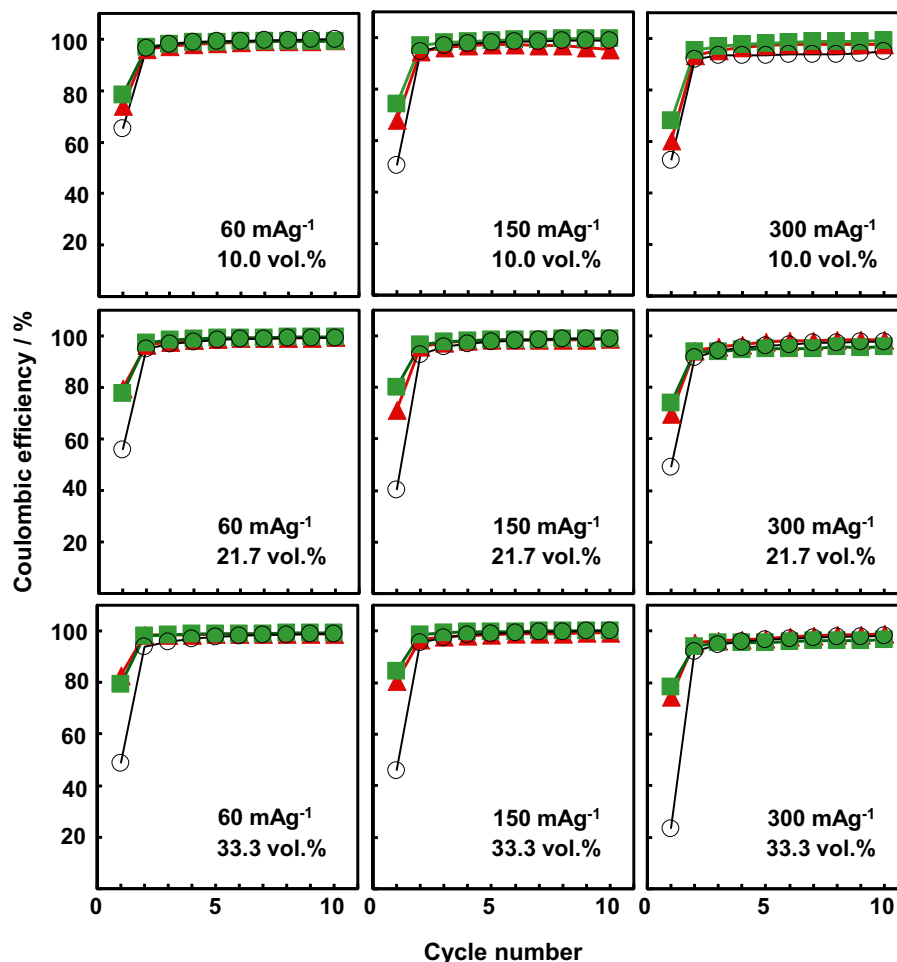 100
80
60
40
20
60 mAg-1
10.0 vol.%
150 mAg-1
10.0 vol.%
300 mAg-1
10.0 vol.%
Coulombic efficiency / %
100
80
60
40
20
60 mAg-1
21.7 vol.%
150 mAg-1
21.7 vol.%
300 mAg-1
21.7 vol.%
100
80
60
40
20
60 mAg-1
33.3 vol.%
150 mAg-1
33.3 vol.%
300 mAg-1
33.3 vol.%
0 5 10 0 5 10 0 5 10
Cycle number